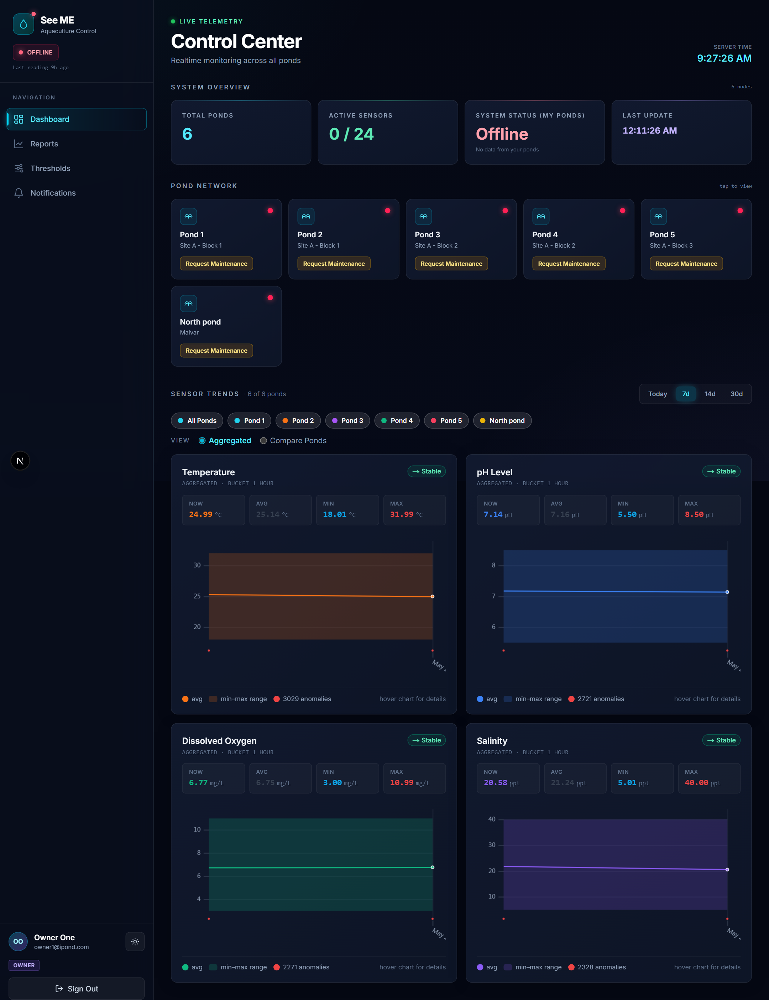 See ME
Aquaculture Control
OFFLINE
Last reading 9h ago
NAVIGATION
Dashboard
Reports
Thresholds
Notifications
N
Owner One
OO
owner1@ipond.com
OWNER
Sign Out
LIVE TELEMETRY
Control Center
Realtime monitoring across all ponds
SERVER TIME
9:27:26 AM
SYSTEM OVERVIEW
6 nodes
TOTAL PONDS
6
ACTIVE SENSORS
0 / 24
SYSTEM STATUS (MY PONDS)
Offline
No data from your ponds
LAST UPDATE
12:11:26 AM
POND NETWORK
tap to view
Pond 1
Site A - Block 1
Request Maintenance
Pond 2
Site A - Block 1
Request Maintenance
Pond 3
Site A - Block 2
Request Maintenance
Pond 4
Site A - Block 2
Request Maintenance
Pond 5
Site A - Block 3
Request Maintenance
North pond
Malvar
Request Maintenance
SENSOR TRENDS · 6 of 6 ponds
Today 7d 14d 30d
All Ponds Pond 1 Pond 2 Pond 3 Pond 4 Pond 5 North pond
VIEW Aggregated Compare Ponds
Temperature
→ Stable
AGGREGATED · BUCKET 1 HOUR
NOW AVG MIN MAX
24.99 °C 25.14 °C 18.01 °C 31.99 °C
30
25
20
May
avg min–max range 3029 anomalies hover chart for details
pH Level
→ Stable
AGGREGATED · BUCKET 1 HOUR
NOW AVG MIN MAX
7.14 pH 7.16 pH 5.50 pH 8.50 pH
8
7
6
May
avg min–max range 2721 anomalies hover chart for details
Dissolved Oxygen
→ Stable
AGGREGATED · BUCKET 1 HOUR
NOW AVG MIN MAX
6.77 mg/L 6.75 mg/L 3.00 mg/L 10.99 mg/L
10
8
6
4
May
avg min–max range 2271 anomalies hover chart for details
Salinity
→ Stable
AGGREGATED · BUCKET 1 HOUR
NOW AVG MIN MAX
20.58 ppt 21.24 ppt 5.01 ppt 40.00 ppt
40
30
20
10
May
avg min–max range 2328 anomalies hover chart for details